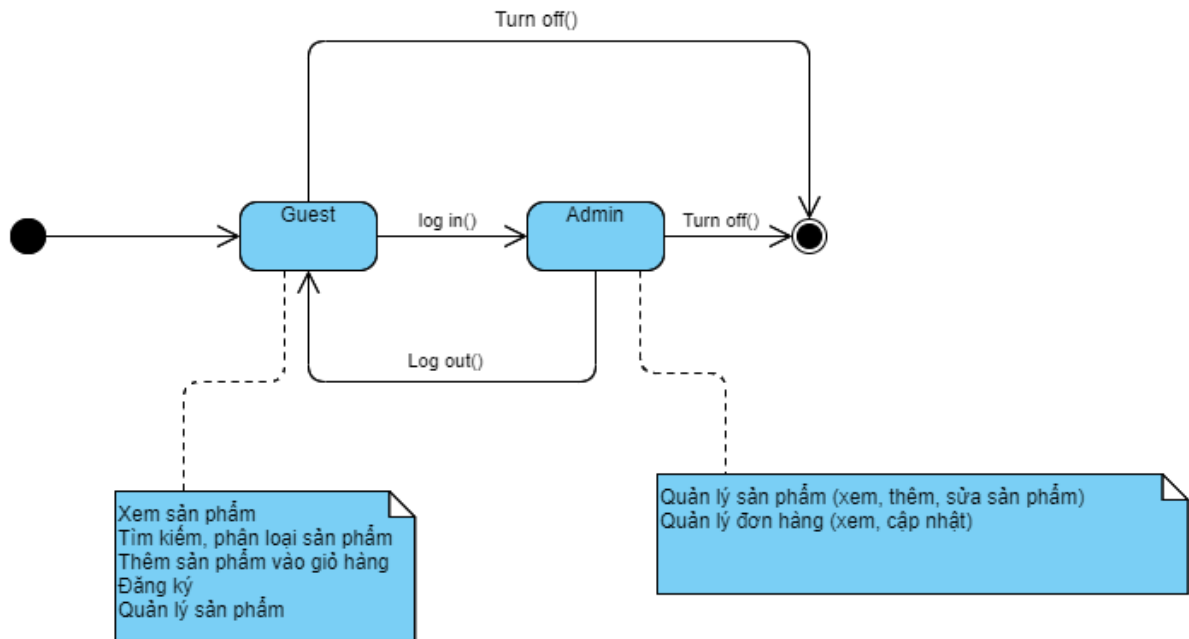 Turn off()
Guest
log in()
Admin
Turn off()
Log out()
Xem sản phẩm
Tìm kiếm, phân loại sản phẩm
Thêm sản phẩm vào giỏ hàng
Đăng ký
Quản lý sản phẩm
Quản lý sản phẩm (xem, thêm, sửa sản phẩm)
Quản lý đơn hàng (xem, cập nhật)